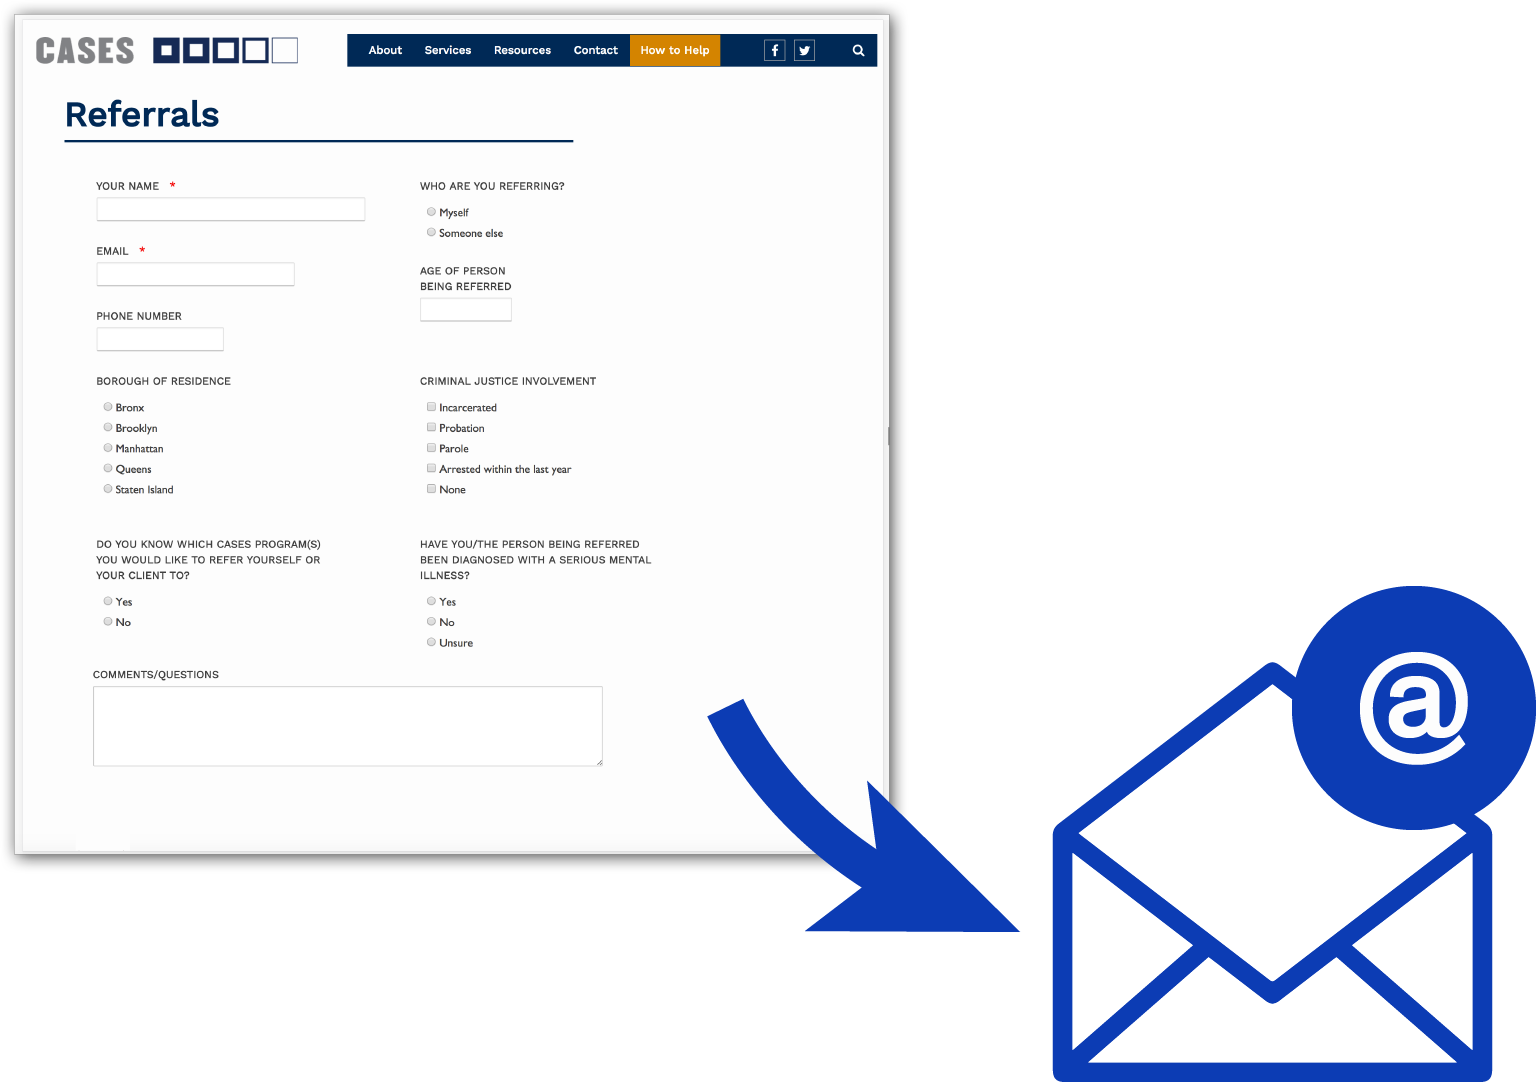 CASES
About Services Resources Contact How to Help
Referrals
YOUR NAME *
EMAIL *
PHONE NUMBER
WHO ARE YOU REFERRING?
Myself
Someone else
AGE OF PERSON
BEING REFERRED
BOROUGH OF RESIDENCE
Bronx
Brooklyn
Manhattan
Queens
Staten Island
CRIMINAL JUSTICE INVOLVEMENT
Incarcerated
Probation
Parole
Arrested within the last year
None
DO YOU KNOW WHICH CASES PROGRAM(S)
YOU WOULD LIKE TO REFER YOURSELF OR
YOUR CLIENT TO?
Yes
No
HAVE YOU/THE PERSON BEING REFERRED
BEEN DIAGNOSED WITH A SERIOUS MENTAL
ILLNESS?
Yes
No
Unsure
COMMENTS/QUESTIONS
@